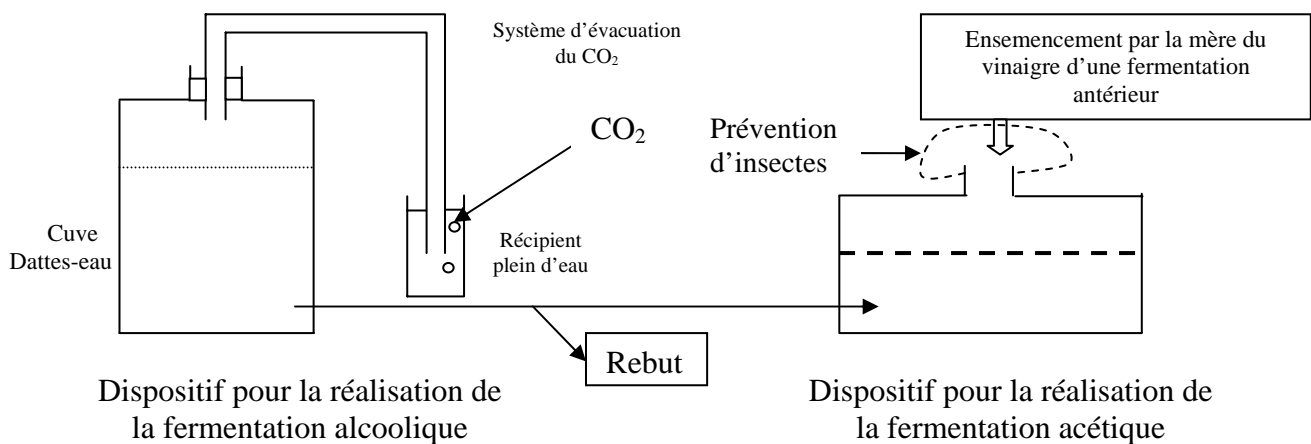 Système d’évacuation
du CO₂
Ensemencement par la mère du
vinaigre d’une fermentation
antérieur
CO₂
Prévention
d’insectes
Cuve
Dattes-eau
Récipient
plein d’eau
Rebut
Dispositif pour la réalisation de
la fermentation alcoolique
Dispositif pour la réalisation de
la fermentation acétique